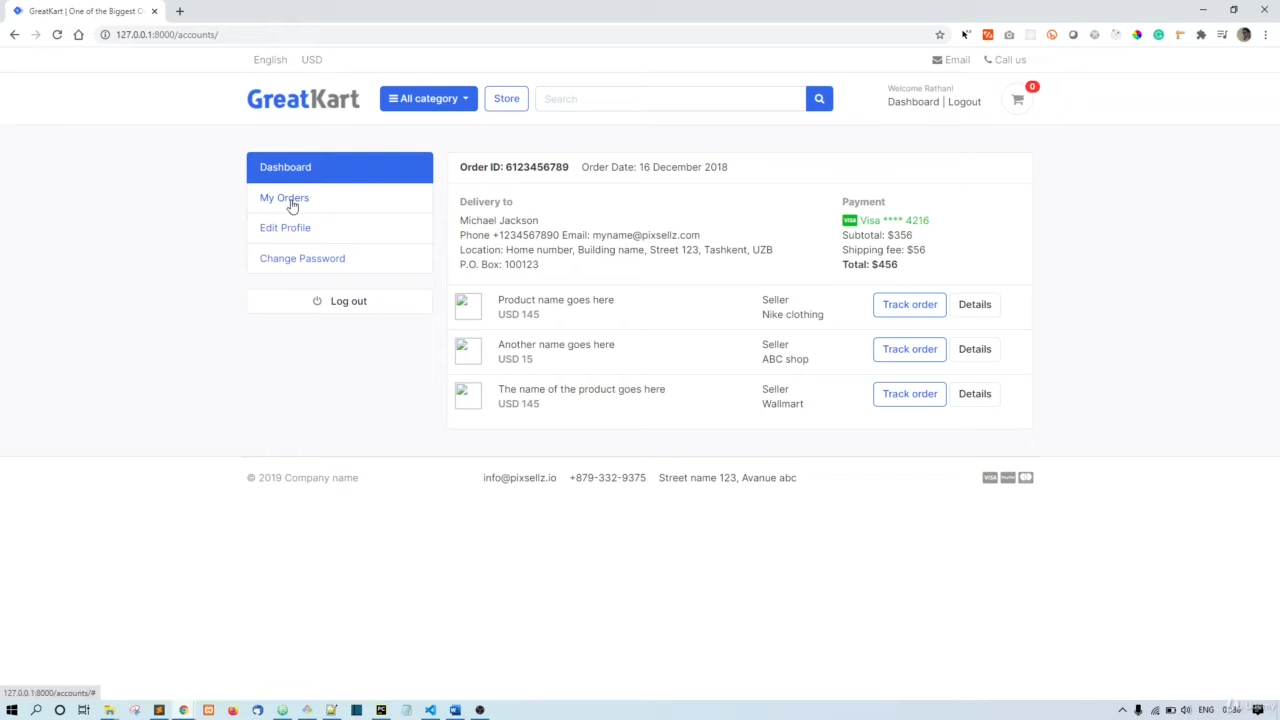 GreatKart | One of the Biggest O
127.0.0.1:8000/accounts/
English USD Email Call us
GreatKart All category Store Search Welcome Rathan!
Dashboard | Logout 0
Dashboard
My Orders
Edit Profile
Change Password
Log out
Order ID: 6123456789 Order Date: 16 December 2018
Delivery to
Michael Jackson
Phone +1234567890 Email: myname@pixsellz.com
Location: Home number, Building name, Street 123, Tashkent, UZB
P.O. Box: 100123
Payment
VISA Visa **** 4216
Subtotal: $356
Shipping fee: $56
Total: $456
Product name goes here
USD 145
Seller
Nike clothing
Track order Details
Another name goes here
USD 15
Seller
ABC shop
Track order Details
The name of the product goes here
USD 145
Seller
Wallmart
Track order Details
© 2019 Company name info@pixsellz.io +879-332-9375 Street name 123, Avanue abc VISA PayPal
127.0.0.1:8000/accounts/#
ENG